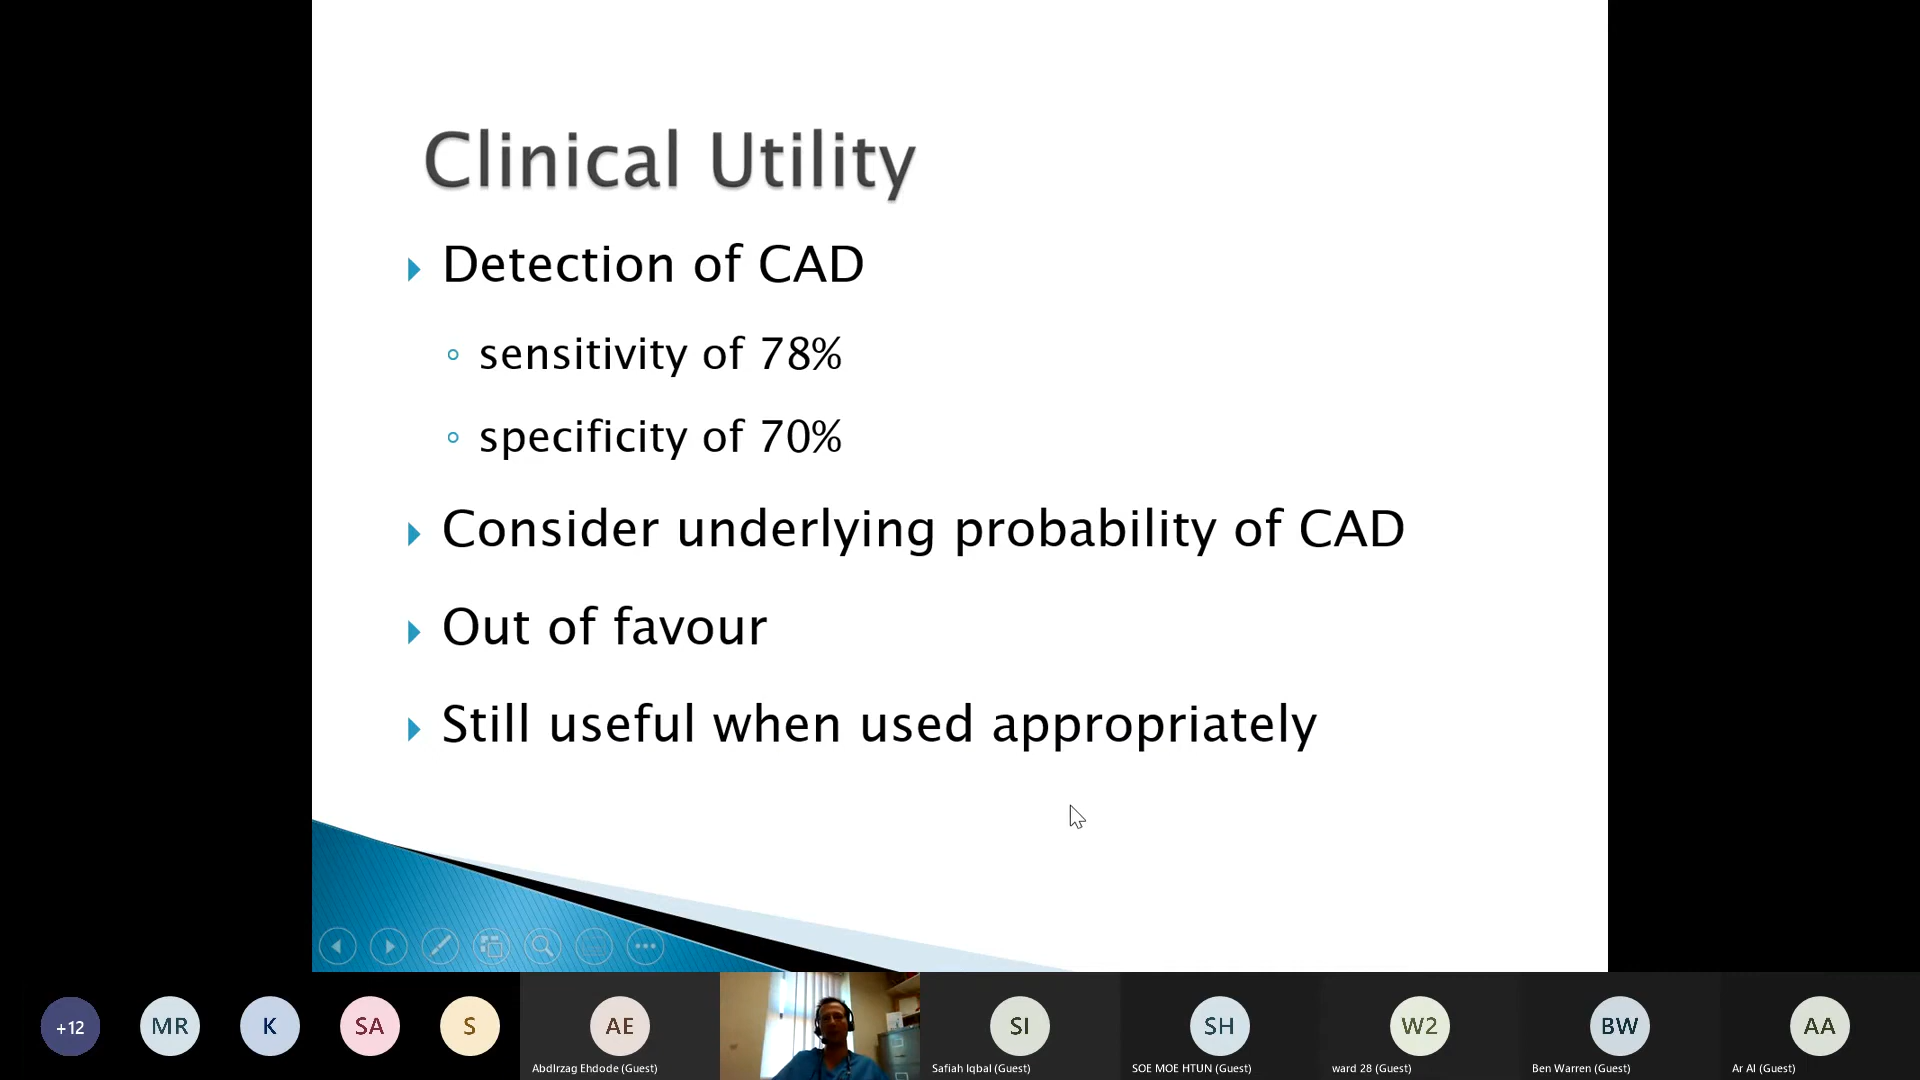 Clinical Utility
Detection of CAD
sensitivity of 78%
specificity of 70%
Consider underlying probability of CAD
Out of favour
Still useful when used appropriately
+12
MR
K
SA
S
AE
SI
SH
W2
BW
AA
Abdlrzag Ehdode (Guest)
Safiah Iqbal (Guest)
SOE MOE HTUN (Guest)
ward 28 (Guest)
Ben Warren (Guest)
Ar Al (Guest)